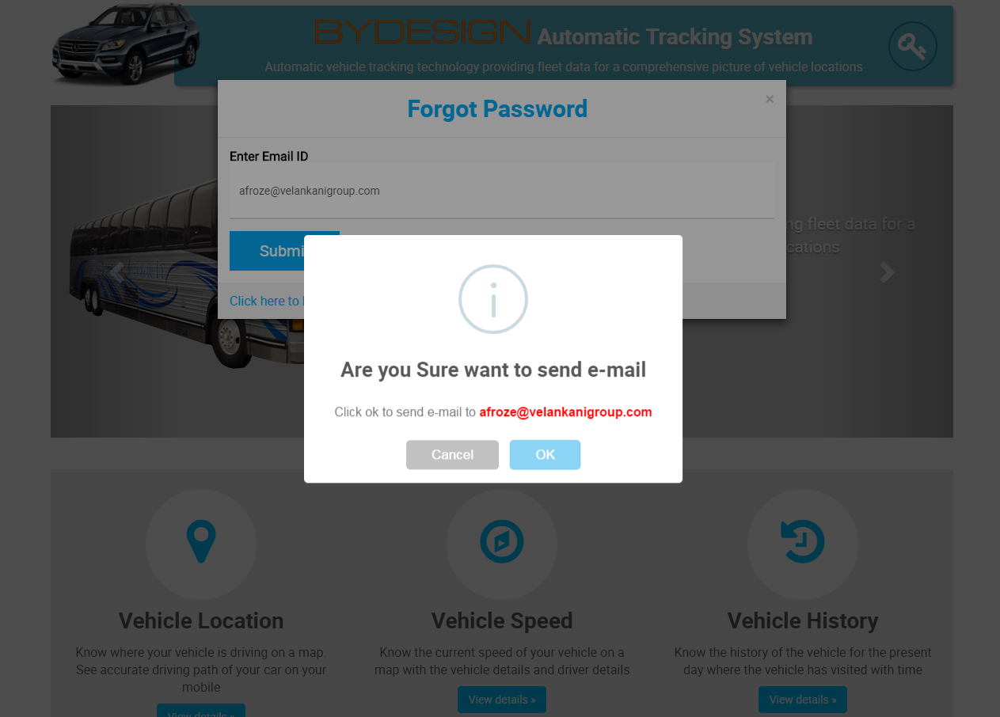 BYDESIGN Automatic Tracking System
Automatic vehicle tracking technology providing fleet data for a comprehensive picture of vehicle locations
×
Forgot Password
Enter Email ID
afroze@velankanigroup.com
ng fleet data for a
cations
Submi
Click here to
Are you Sure want to send e-mail
Click ok to send e-mail to afroze@velankanigroup.com
Cancel
OK
Vehicle Location
Know where your vehicle is driving on a map.
See accurate driving path of your car on your
mobile
View details »
Vehicle Speed
Know the current speed of your vehicle on a
map with the vehicle details and driver details
View details »
Vehicle History
Know the history of the vehicle for the present
day where the vehicle has visited with time
View details »